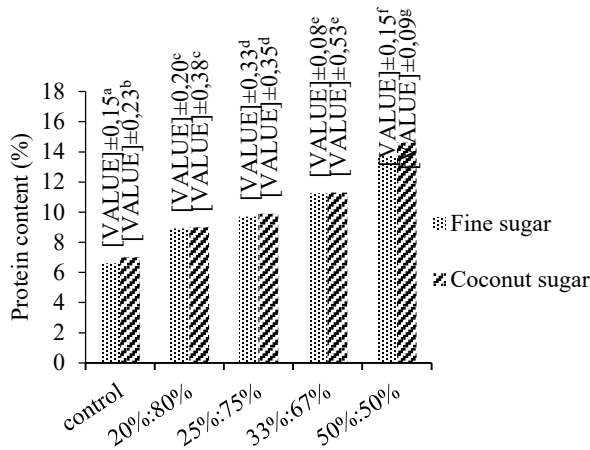 [VALUE]±0,15ᵃ
[VALUE]±0,23ᵇ
[VALUE]±0,20ᶜ
[VALUE]±0,38ᶜ
[VALUE]±0,33ᵈ
[VALUE]±0,35ᵈ
[VALUE]±0,08ᵉ
[VALUE]±0,53ᵉ
[VALUE]±0,15ᶠ
[VALUE]±0,09ᵍ
Protein content (%)
18
16
14
12
10
8
6
4
2
0
control
20%:80%
25%:75%
33%:67%
50%:50%
Fine sugar
Coconut sugar